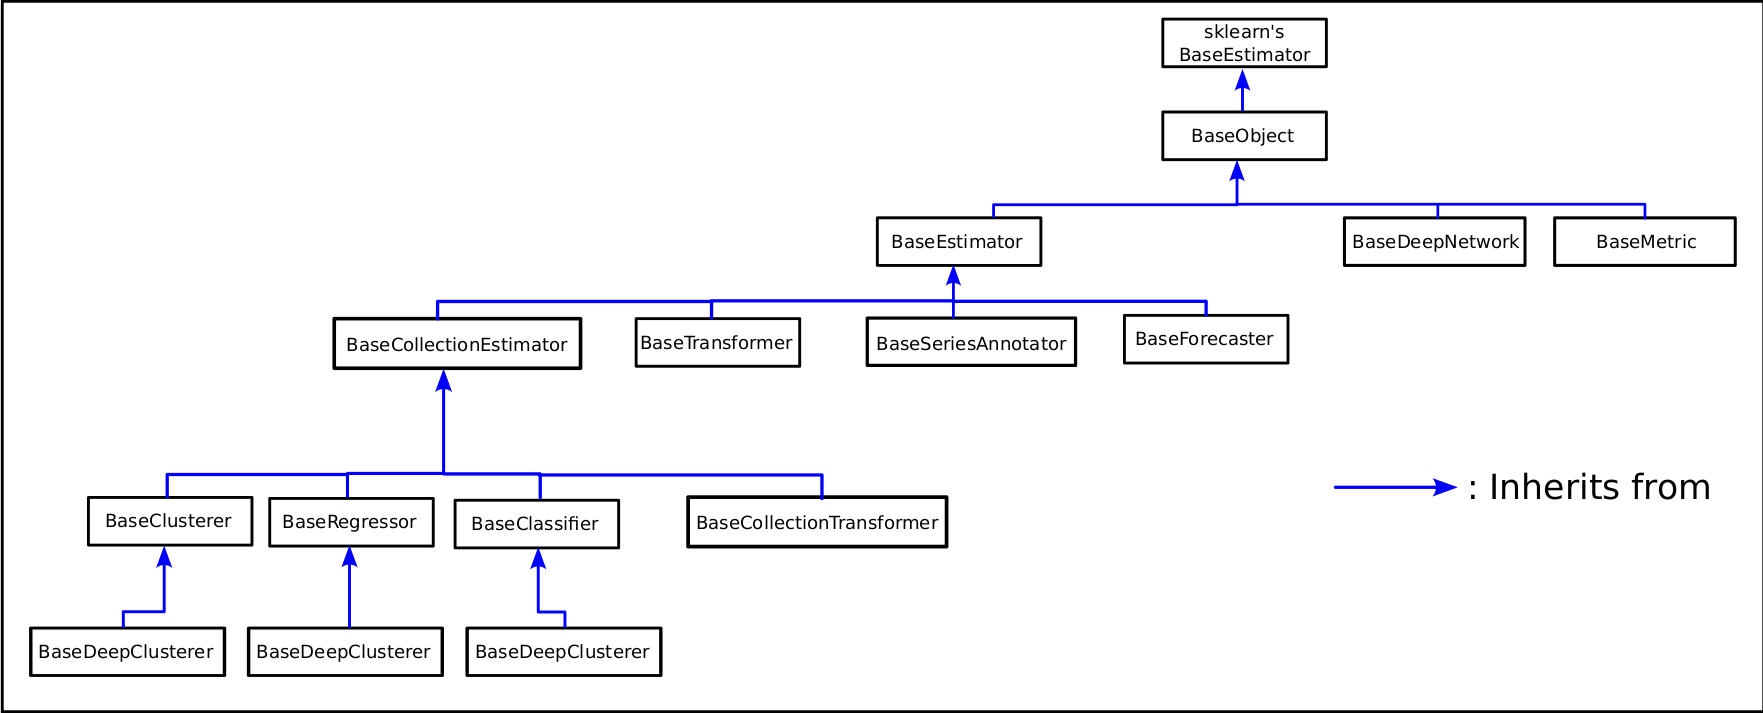 sklearn's
BaseEstimator
BaseObject
BaseEstimator
BaseDeepNetwork
BaseMetric
BaseCollectionEstimator
BaseTransformer
BaseSeriesAnnotator
BaseForecaster
: Inherits from
BaseClusterer
BaseRegressor
BaseClassifier
BaseCollectionTransformer
BaseDeepClusterer
BaseDeepClusterer
BaseDeepClusterer